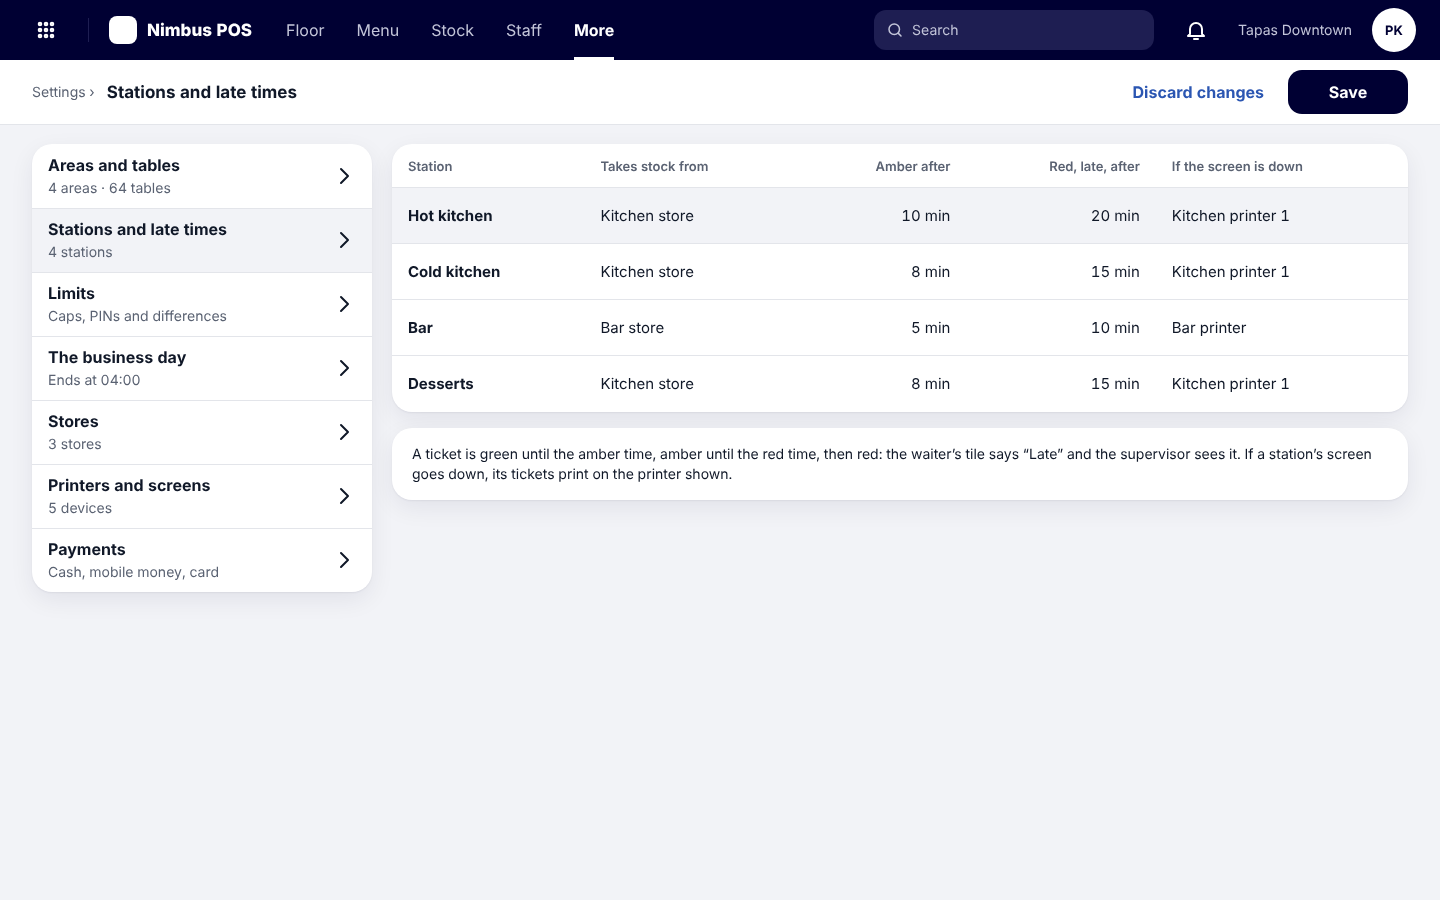 Nimbus POS Floor Menu Stock Staff More Search Tapas Downtown PK
Settings › Stations and late times Discard changes Save
Areas and tables
4 areas · 64 tables
Stations and late times
4 stations
Limits
Caps, PINs and differences
The business day
Ends at 04:00
Stores
3 stores
Printers and screens
5 devices
Payments
Cash, mobile money, card
Station Takes stock from Amber after Red, late, after If the screen is down
Hot kitchen Kitchen store 10 min 20 min Kitchen printer 1
Cold kitchen Kitchen store 8 min 15 min Kitchen printer 1
Bar Bar store 5 min 10 min Bar printer
Desserts Kitchen store 8 min 15 min Kitchen printer 1
A ticket is green until the amber time, amber until the red time, then red: the waiter’s tile says “Late” and the supervisor sees it. If a station’s screen
goes down, its tickets print on the printer shown.